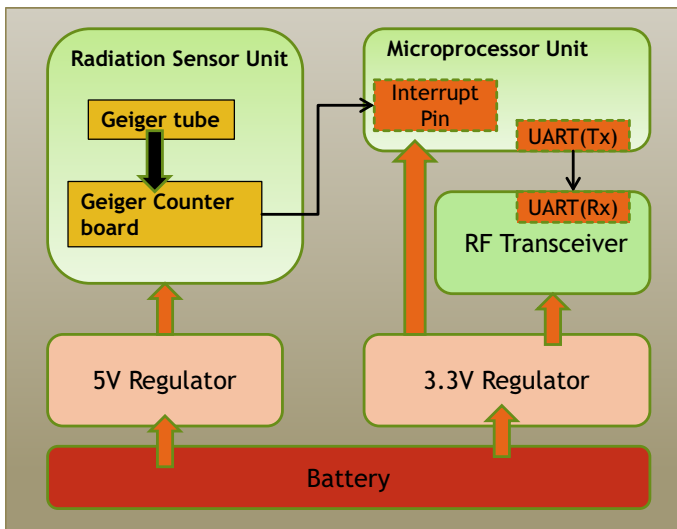 Radiation Sensor Unit
Geiger tube
Geiger Counter
board
Microprocessor Unit
Interrupt
Pin
UART(Tx)
UART(Rx)
RF Transceiver
5V Regulator
3.3V Regulator
Battery